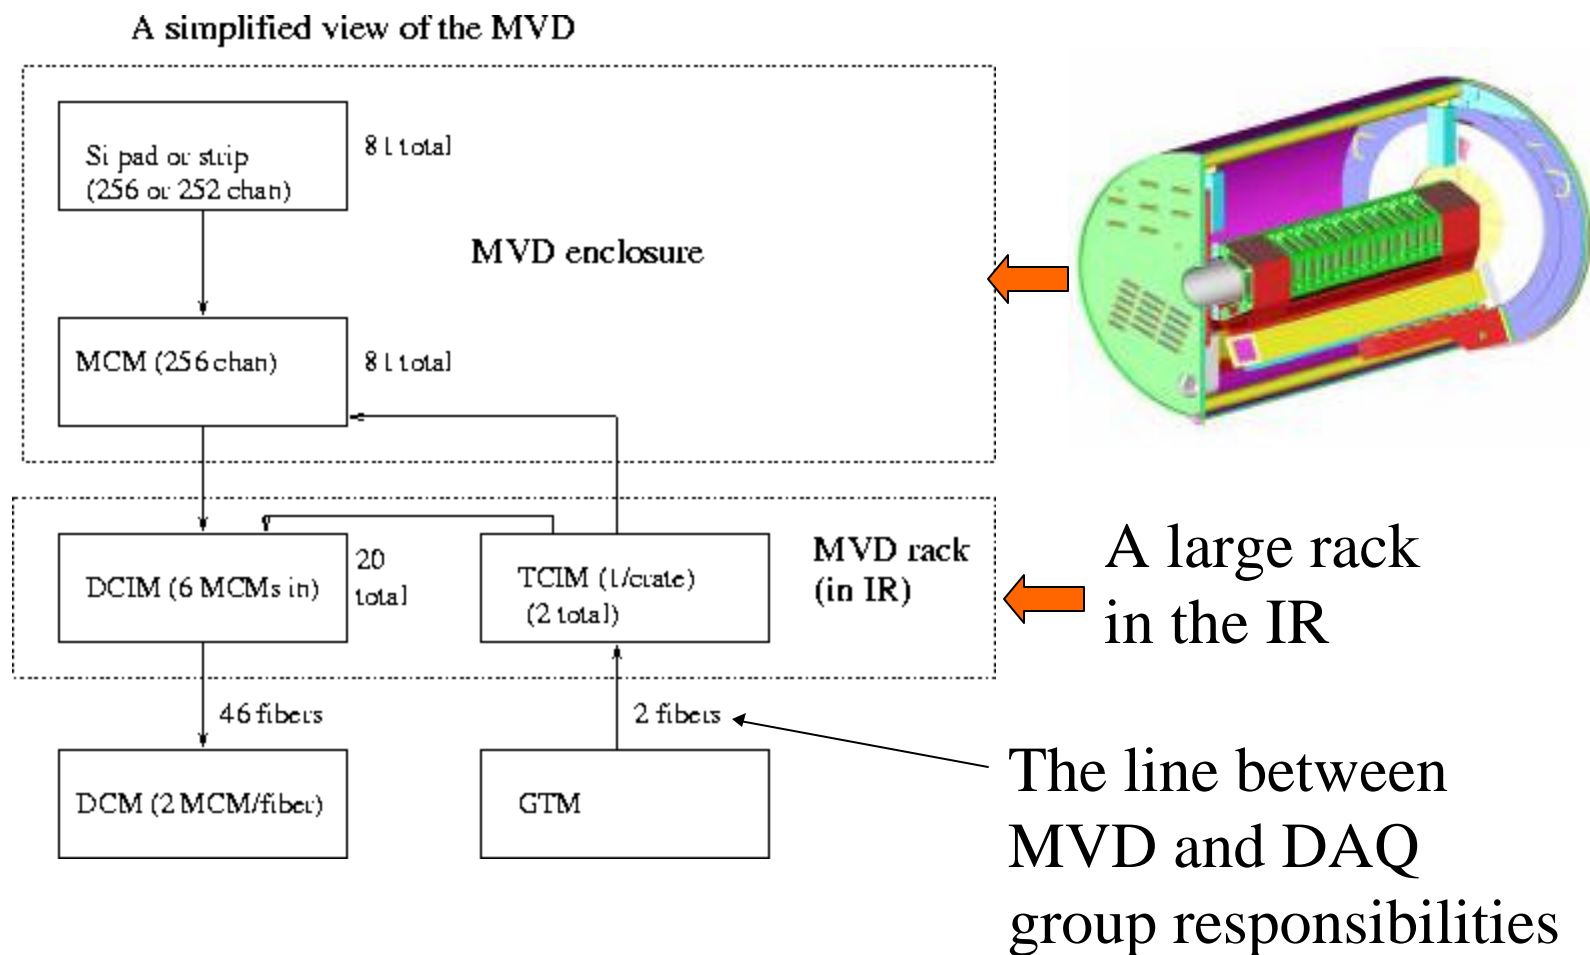 A simplified view of the MVD
Si pad or strip
(256 or 252 chan)
81 total
MVD enclosure
MCM (256 chan)
81 total
DCIM (6 MCMs in)
20
total
TCIM (1/crate)
(2 total)
MVD rack
(in IR)
A large rack
in the IR
46 fibers
2 fibers
DCM (2 MCM/fiber)
GTM
The line between
MVD and DAQ
group responsibilities